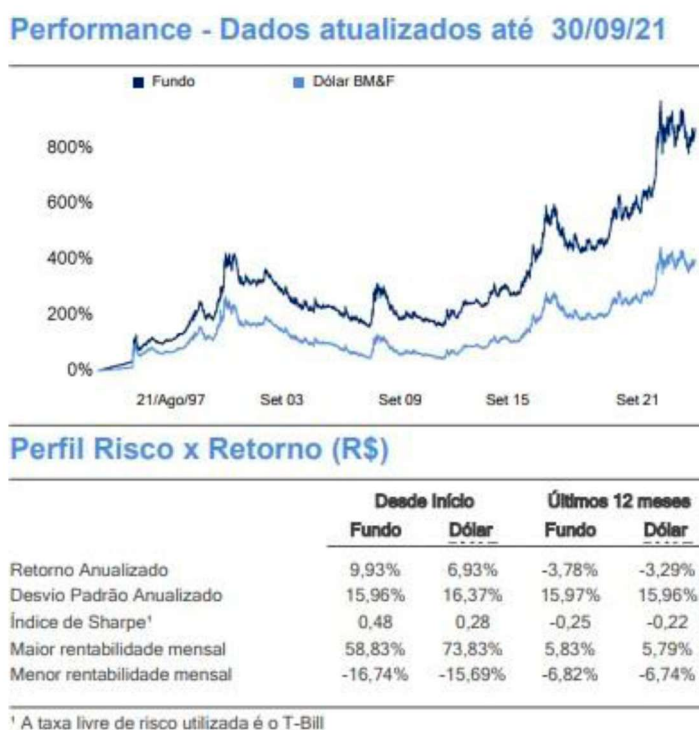 Performance - Dados atualizados até 30/09/21
Fundo Dólar BM&F
800%
600%
400%
200%
0%
21/Ago/97 Set 03 Set 09 Set 15 Set 21
Perfil Risco x Retorno (R$)
Desde Início Últimos 12 meses
Fundo Dólar Fundo Dólar
Retorno Anualizado 9,93% 6,93% -3,78% -3,29%
Desvio Padrão Anualizado 15,96% 16,37% 15,97% 15,96%
Índice de Sharpe¹ 0,48 0,28 -0,25 -0,22
Maior rentabilidade mensal 58,83% 73,83% 5,83% 5,79%
Menor rentabilidade mensal -16,74% -15,69% -6,82% -6,74%
¹ A taxa livre de risco utilizada é o T-Bill